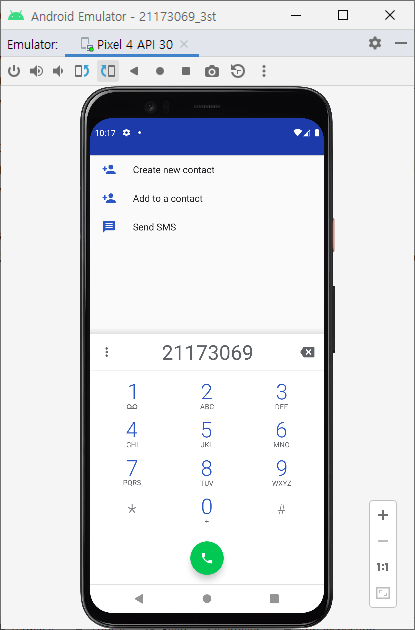 Android Emulator - 21173069_3st
Emulator: Pixel 4 API 30
10:17
Create new contact
Add to a contact
Send SMS
21173069
1 2 3
ABC DEF
4 5 6
GHI JKL MNO
7 8 9
PQRS TUV WXYZ
* 0 #
+
1:1